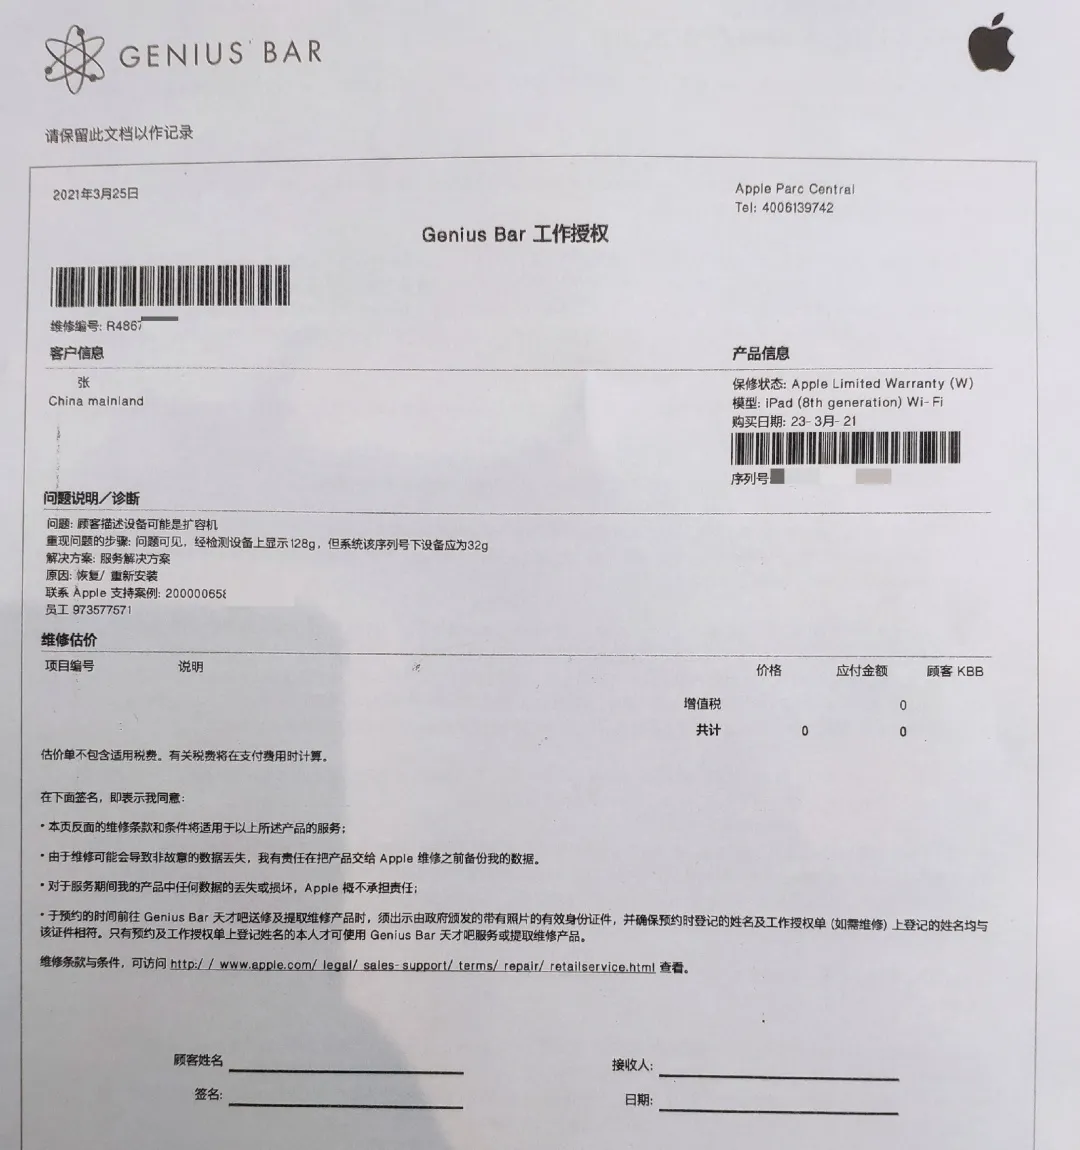 GENIUS BAR
请保留此文档以作记录
2021年3月25日
Apple Parc Central
Tel: 4006139742
Genius Bar 工作授权
维修编号: R4867
客户信息
产品信息
张
China mainland
保修状态: Apple Limited Warranty (W)
模型: iPad (8th generation) Wi-Fi
购买日期: 23-3月-21
序列号
问题说明／诊断
问题: 顾客描述设备可能是扩容机
重现问题的步骤: 问题可见，经检测设备上显示128g，但系统该序列号下设备应为32g
解决方案: 服务解决方案
原因: 恢复/ 重新安装
联系 Apple 支持案例: 20000065
员工 973577571
维修估价
项目编号 说明 价格 应付金额 顾客 KBB
增值税 0
共计 0 0
估价单不包含适用税费。有关税费将在支付费用时计算。
在下面签名，即表示我同意:
• 本页反面的维修条款和条件将适用于以上所述产品的服务;
• 由于维修可能会导致非故意的数据丢失，我有责任在把产品交给 Apple 维修之前备份我的数据。
• 对于服务期间我的产品中任何数据的丢失或损坏，Apple 概不承担责任;
• 于预约的时间前往 Genius Bar 天才吧送修及提取维修产品时，须出示由政府颁发的带有照片的有效身份证件，并确保预约时登记的姓名及工作授权单 (如需维修) 上登记的姓名均与
该证件相符。只有预约及工作授权单上登记姓名的本人才可使用 Genius Bar 天才吧服务或提取维修产品。
维修条款与条件，可访问 http:/ / www.apple.com/ legal/ sales-support/ terms/ repair/ retailservice.html 查看。
顾客姓名
接收人:
签名:
日期: